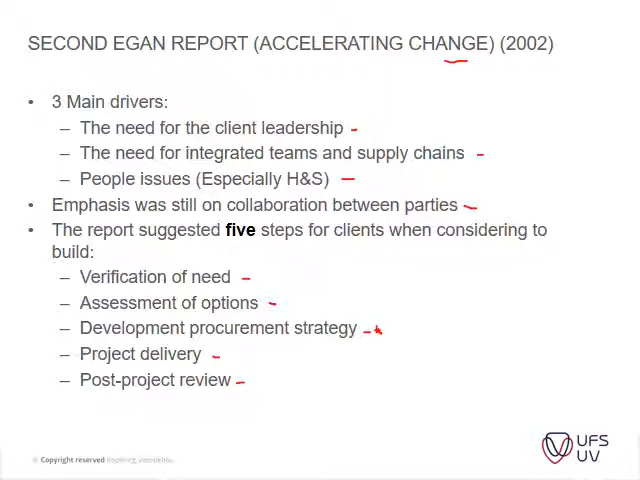 SECOND EGAN REPORT (ACCELERATING CHANGE) (2002)
• 3 Main drivers:
– The need for the client leadership
– The need for integrated teams and supply chains
– People issues (Especially H&S)
• Emphasis was still on collaboration between parties
• The report suggested five steps for clients when considering to
build:
– Verification of need
– Assessment of options
– Development procurement strategy
– Project delivery
– Post-project review
© Copyright reserved
UFS
UV